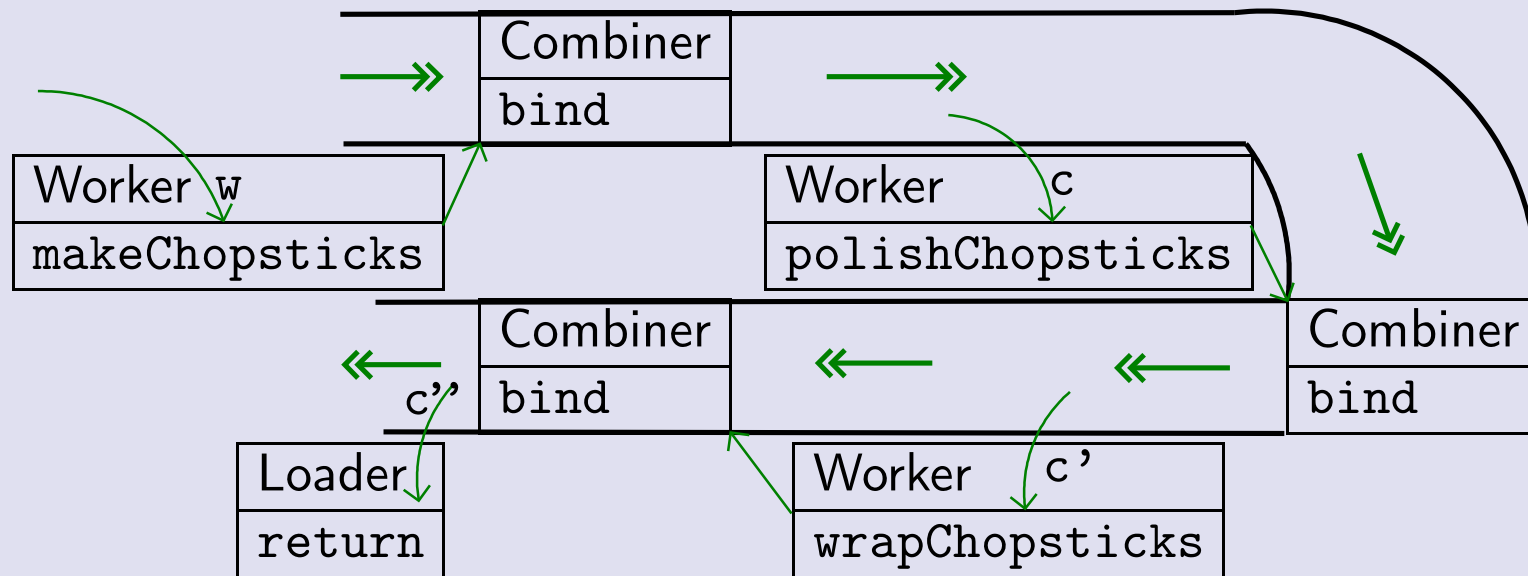 Combiner
bind
Worker w
makeChopsticks
Worker c
polishChopsticks
Combiner
bind
Combiner
bind
c’’
Loader
return
Worker c’
wrapChopsticks